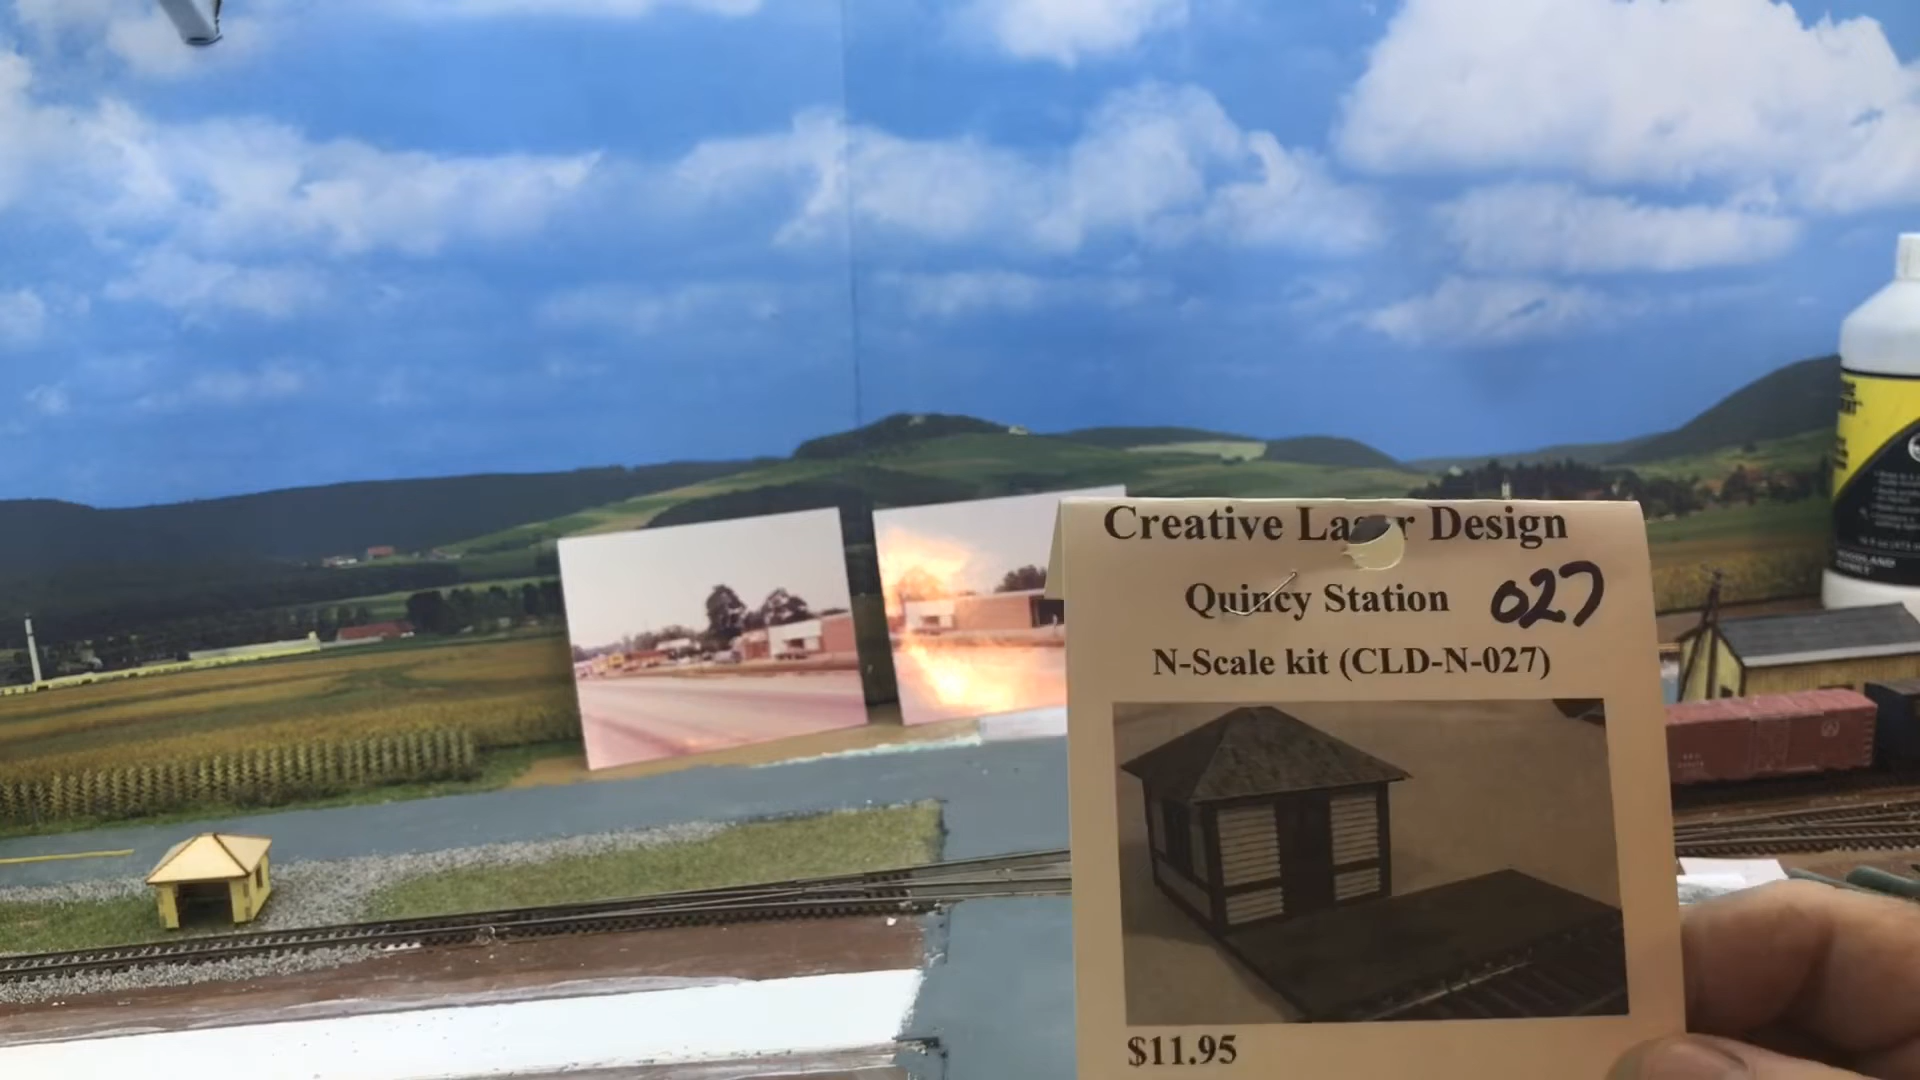 Creative Laser Design
Quincy Station 027
N-Scale kit (CLD-N-027)
$11.95